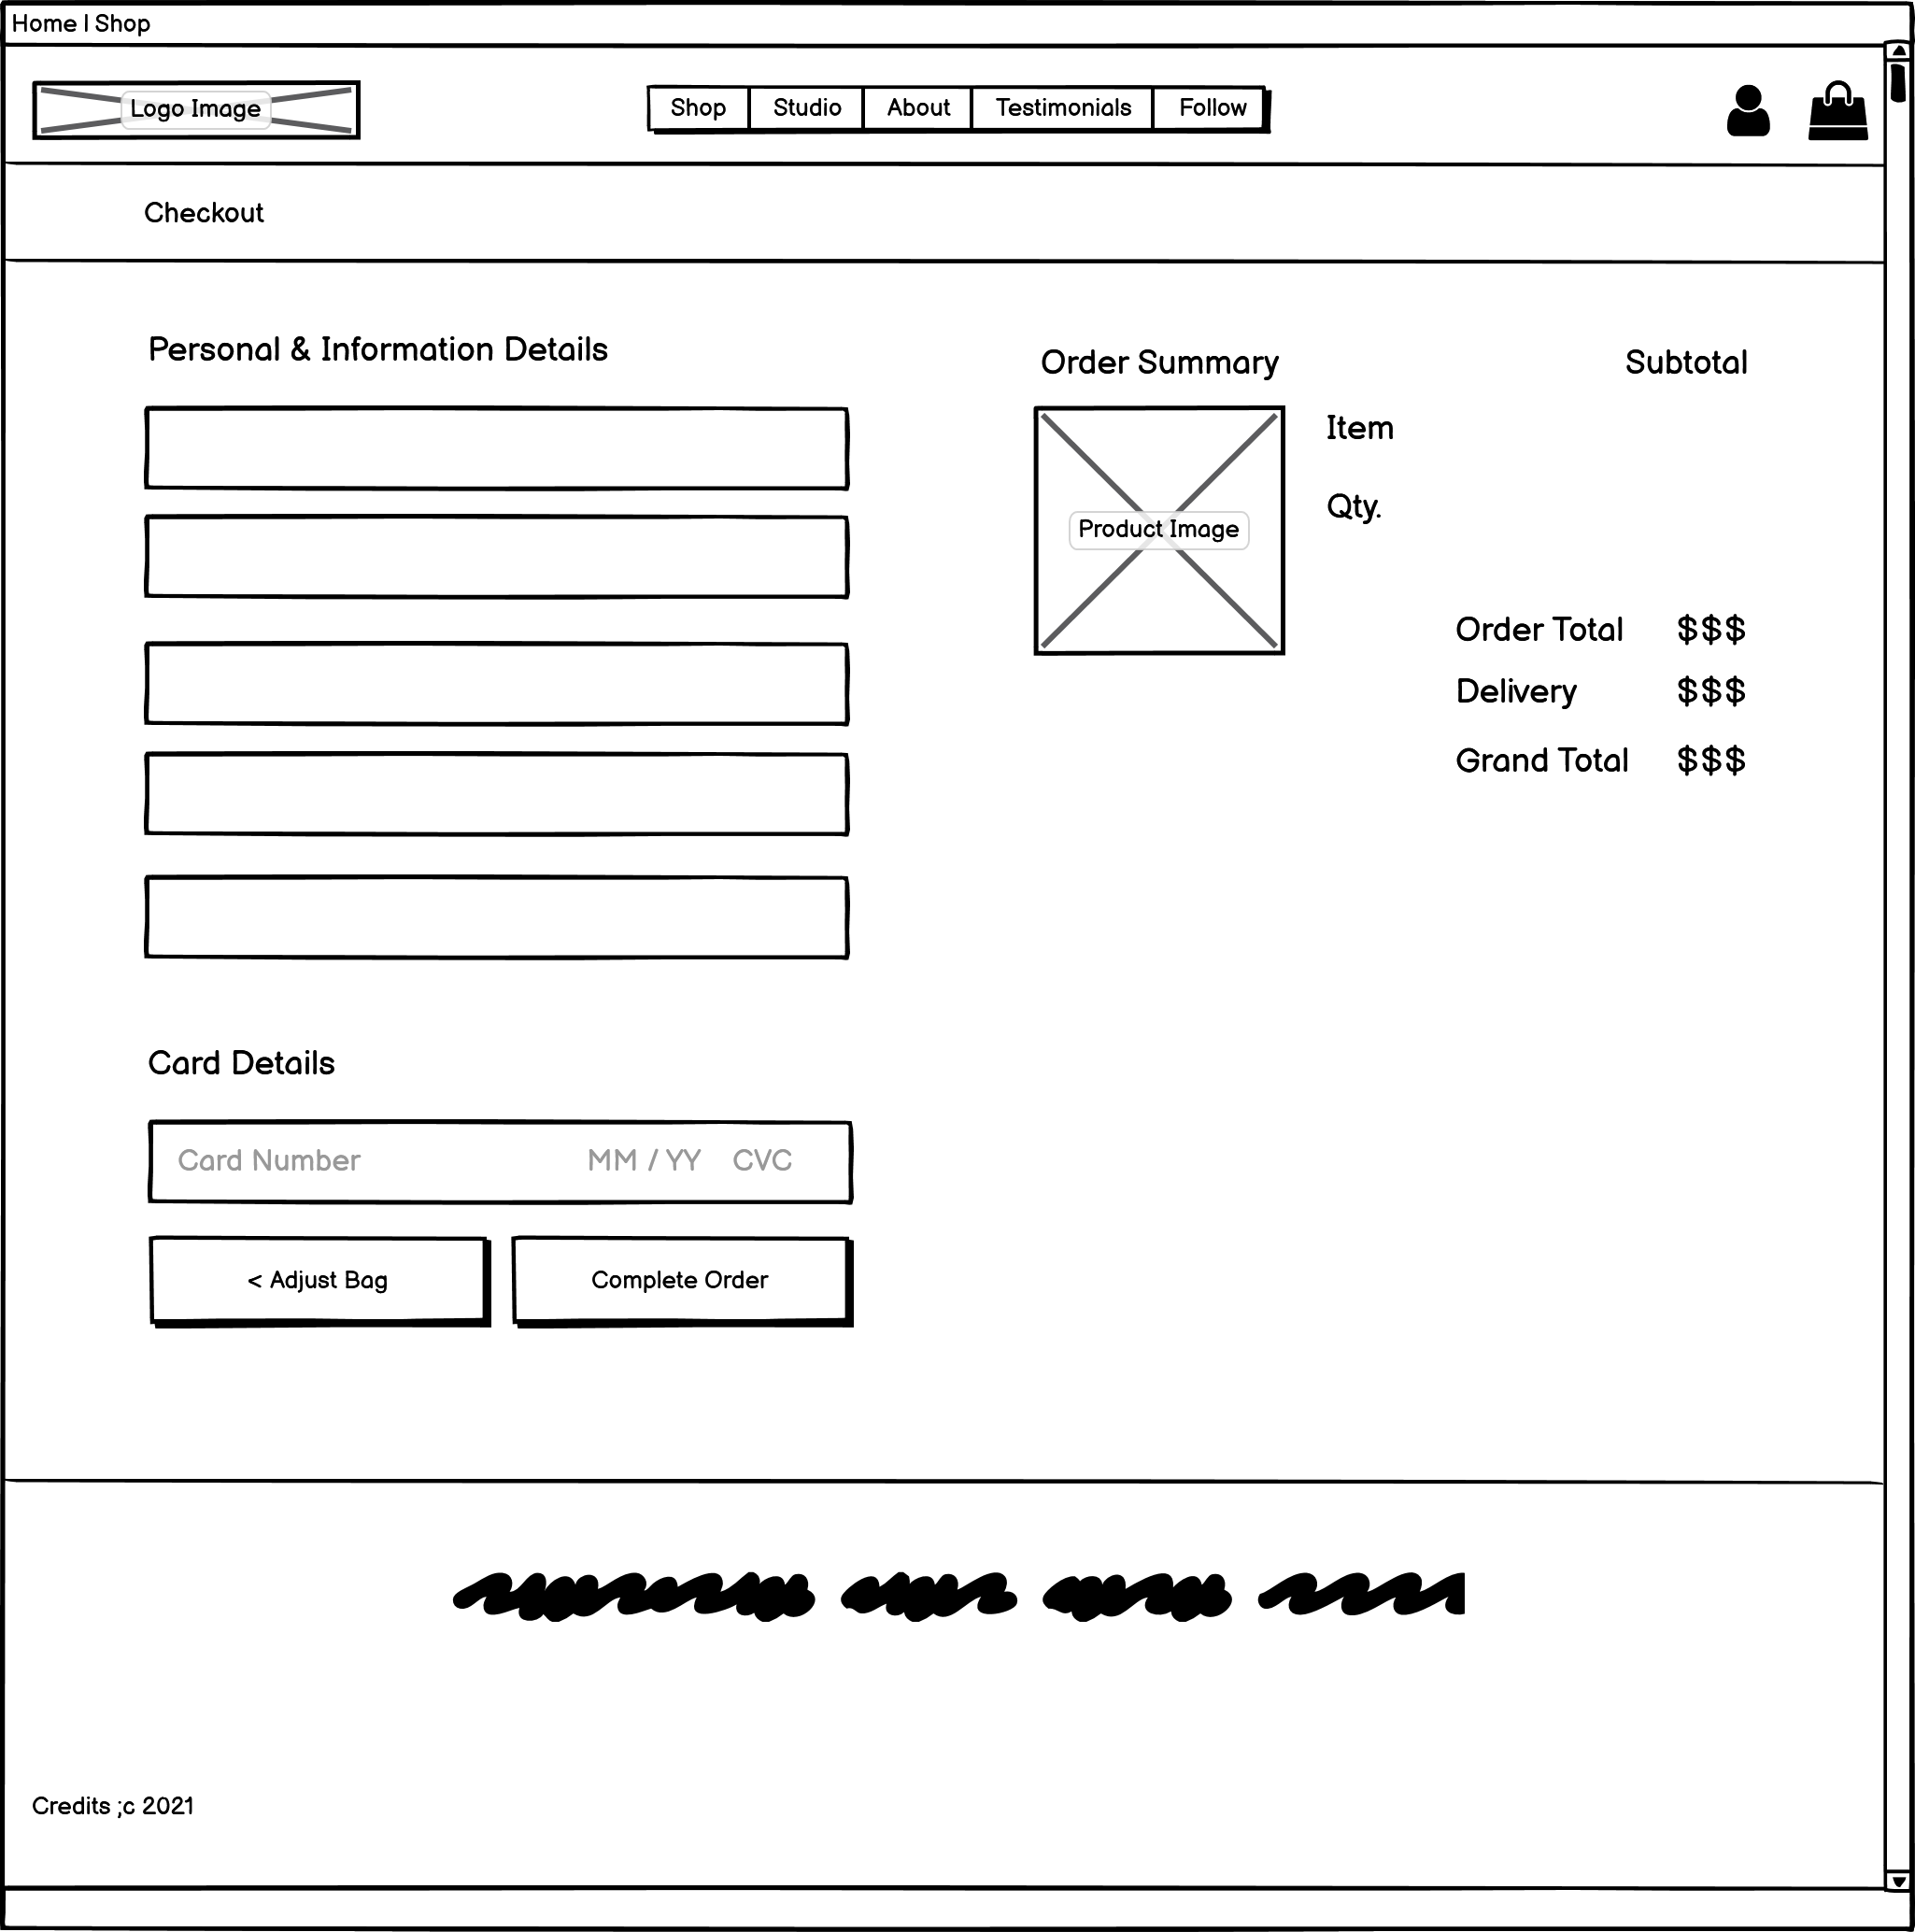 Home | Shop
Logo Image
Shop Studio About Testimonials Follow
Checkout
Personal & Information Details
Order Summary Subtotal
Item
Product Image
Qty.
Order Total $$$
Delivery $$$
Grand Total $$$
Card Details
Card Number MM / YY CVC
< Adjust Bag Complete Order
Credits ;c 2021